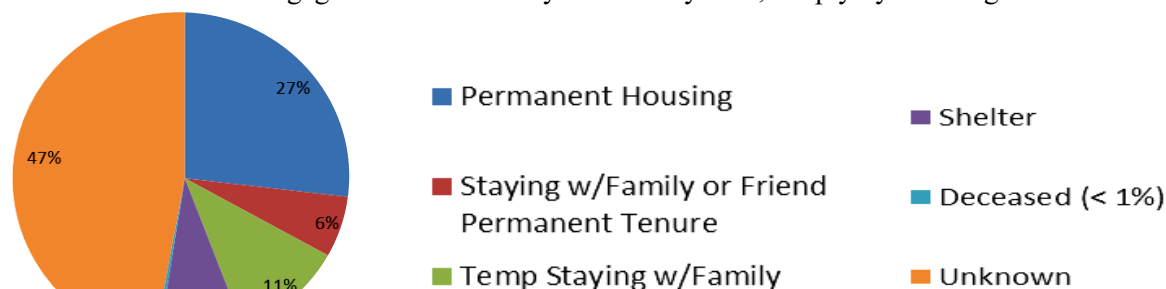 27%
Permanent Housing
Shelter
47%
Staying w/Family or Friend
Permanent Tenure
Deceased (< 1%)
6%
Temp Staying w/Family
Unknown
11%